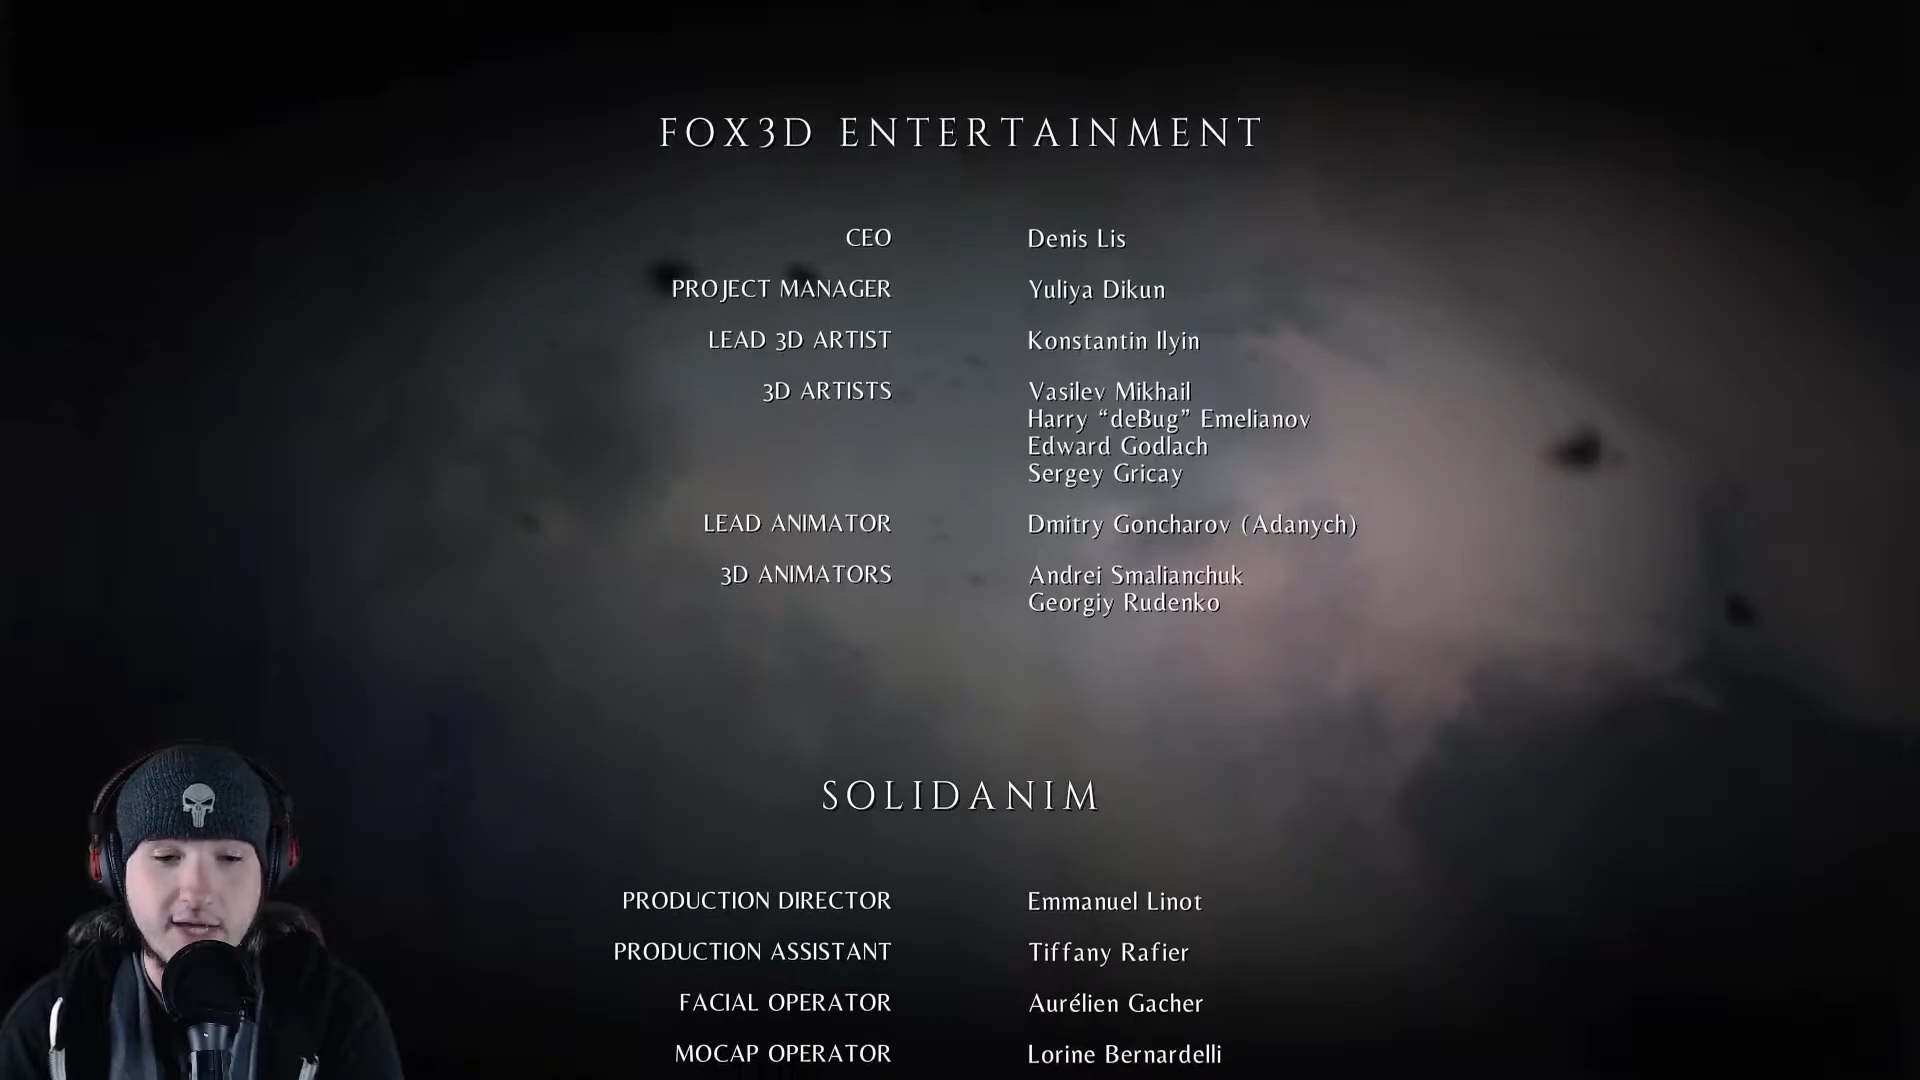 FOX3D ENTERTAINMENT
CEO Denis Lis
PROJECT MANAGER Yuliya Dikun
LEAD 3D ARTIST Konstantin Ilyin
3D ARTISTS Vasilev Mikhail
Harry “deBug” Emelianov
Edward Godlach
Sergey Gricay
LEAD ANIMATOR Dmitry Goncharov (Adanych)
3D ANIMATORS Andrei Smalianchuk
Georgiy Rudenko
SOLIDANIM
PRODUCTION DIRECTOR Emmanuel Linot
PRODUCTION ASSISTANT Tiffany Rafier
FACIAL OPERATOR Aurélien Gacher
MOCAP OPERATOR Lorine Bernardelli